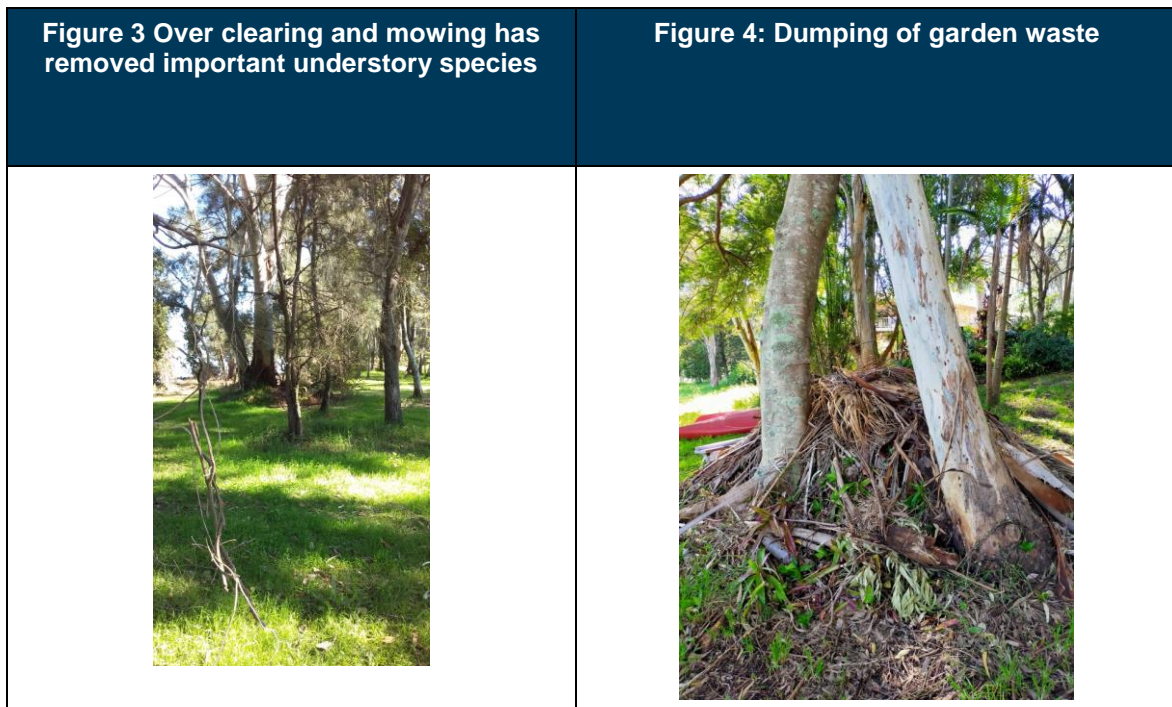 Figure 3 Over clearing and mowing has
removed important understory species
Figure 4: Dumping of garden waste